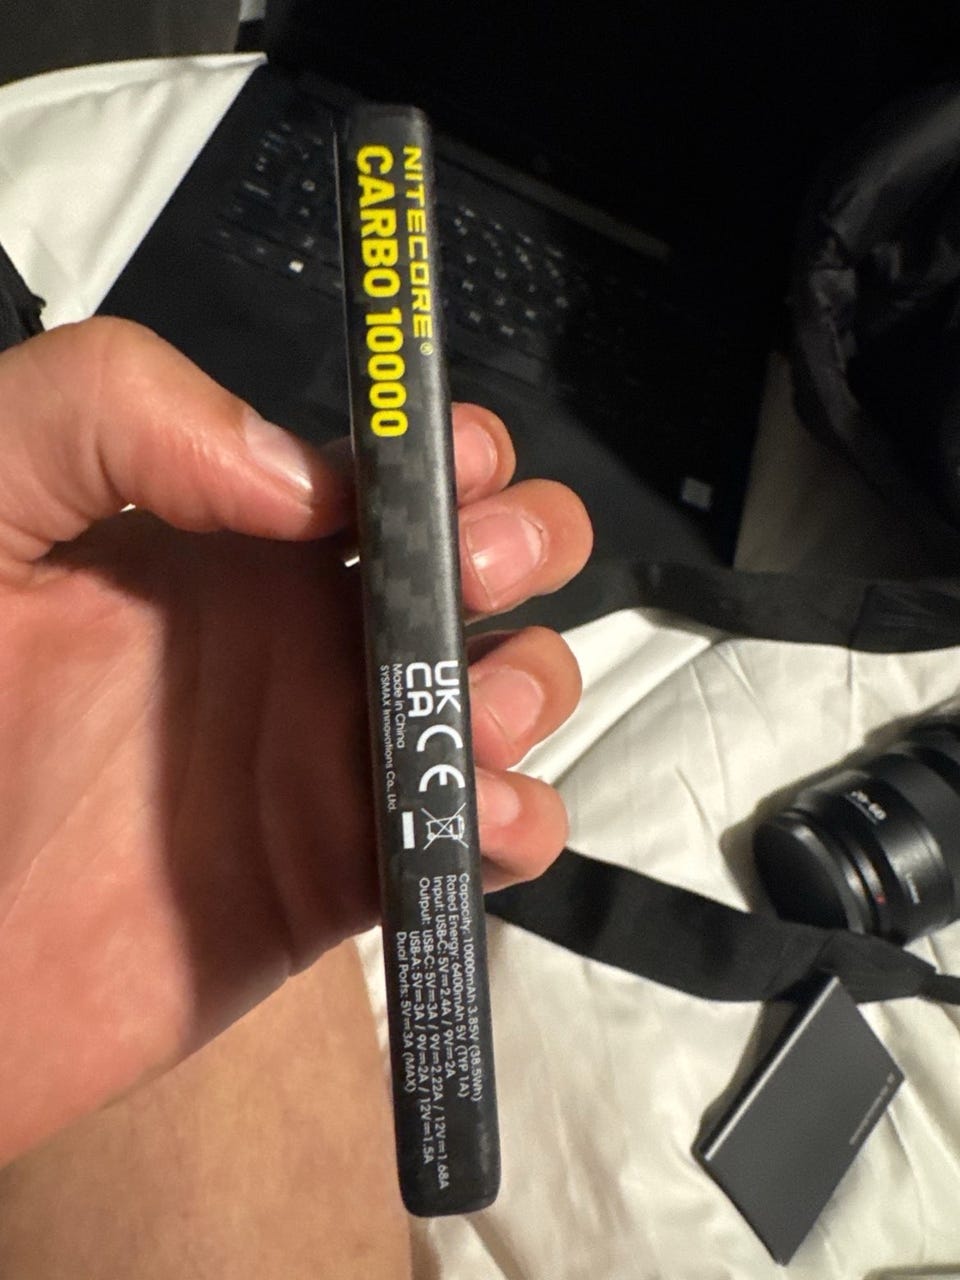 NITECORE®
CARBO 10000
UK
CA
CE
Made in China
SYSMAX Innovations Co., Ltd.
Capacity: 10000mAh 3.85V (38.5Wh)
Rated Energy: 6400mAh 5V (TYP 1A)
Input: USB-C: 5V⎓2.4A / 9V⎓2A
Output: USB-C: 5V⎓3A / 9V⎓2.22A / 12V⎓1.68A
USB-A: 5V⎓3A / 9V⎓2A / 12V⎓1.5A
Dual Ports: 5V⎓3A (MAX)